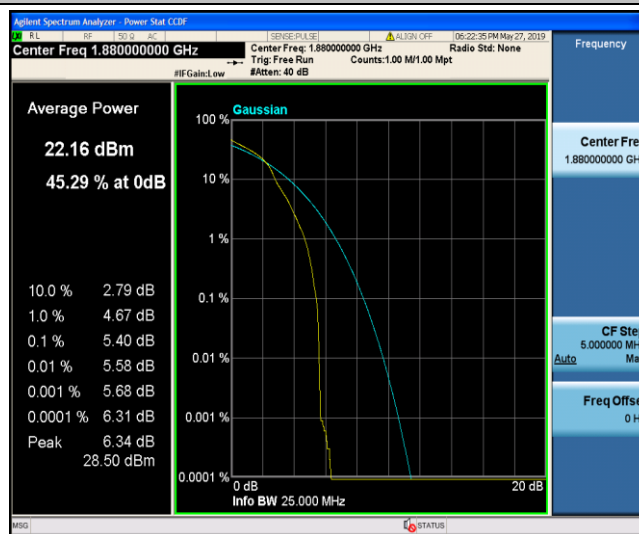 Agilent Spectrum Analyzer - Power Stat CCDF
RL RF 50 Ω AC SENSE:PULSE ALIGN OFF 06:22:35 PM May 27, 2019
Center Freq 1.880000000 GHz
Center Freq: 1.880000000 GHz Radio Std: None
Trig: Free Run Counts:1.00 M/1.00 Mpt
#IFGain:Low #Atten: 40 dB
Frequency
Average Power
22.16 dBm
45.29 % at 0dB
10.0 % 2.79 dB
1.0 % 4.67 dB
0.1 % 5.40 dB
0.01 % 5.58 dB
0.001 % 5.68 dB
0.0001 % 6.31 dB
Peak 6.34 dB
28.50 dBm
Gaussian
100 %
10 %
1 %
0.1 %
0.01 %
0.001 %
0.0001 %
0 dB 20 dB
Info BW 25.000 MHz
Center Fre
1.880000000 GH
CF Ste
5.000000 MH
Auto Ma
Freq Offse
0 H
MSG STATUS